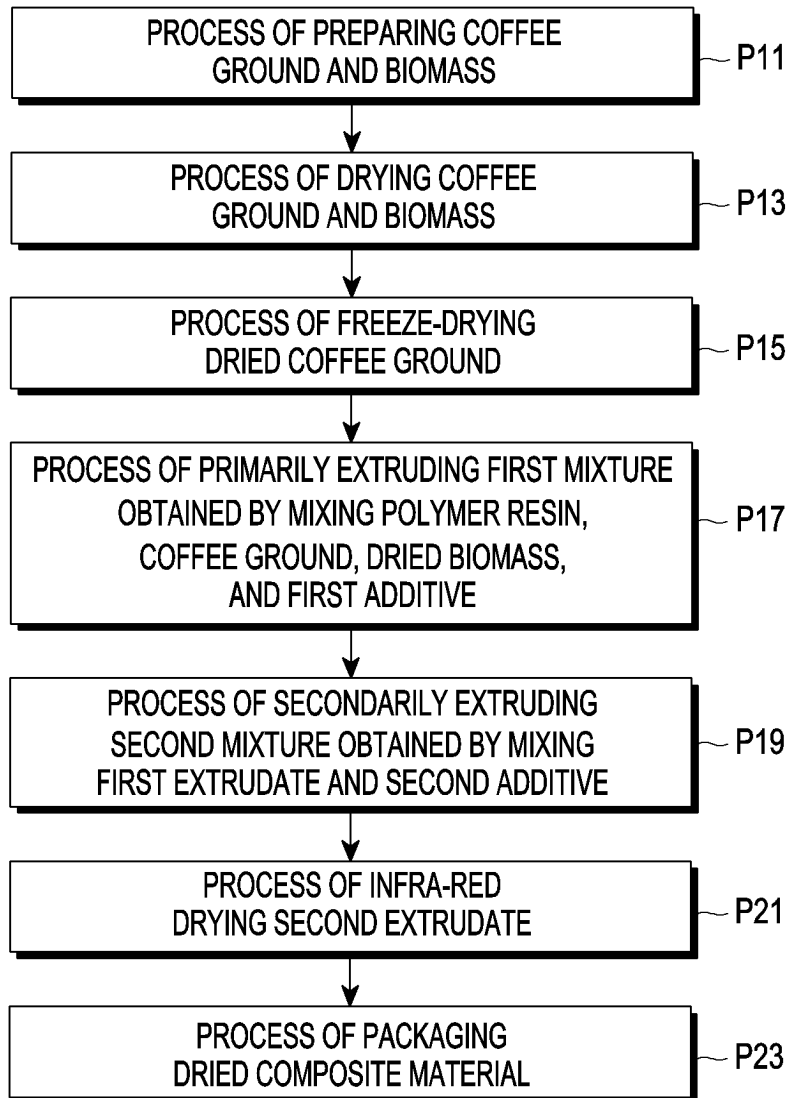 PROCESS OF PREPARING COFFEE
GROUND AND BIOMASS
P11
PROCESS OF DRYING COFFEE
GROUND AND BIOMASS
P13
PROCESS OF FREEZE-DRYING
DRIED COFFEE GROUND
P15
PROCESS OF PRIMARILY EXTRUDING FIRST MIXTURE
OBTAINED BY MIXING POLYMER RESIN,
COFFEE GROUND, DRIED BIOMASS,
AND FIRST ADDITIVE
P17
PROCESS OF SECONDARILY EXTRUDING
SECOND MIXTURE OBTAINED BY MIXING
FIRST EXTRUDATE AND SECOND ADDITIVE
P19
PROCESS OF INFRA-RED
DRYING SECOND EXTRUDATE
P21
PROCESS OF PACKAGING
DRIED COMPOSITE MATERIAL
P23